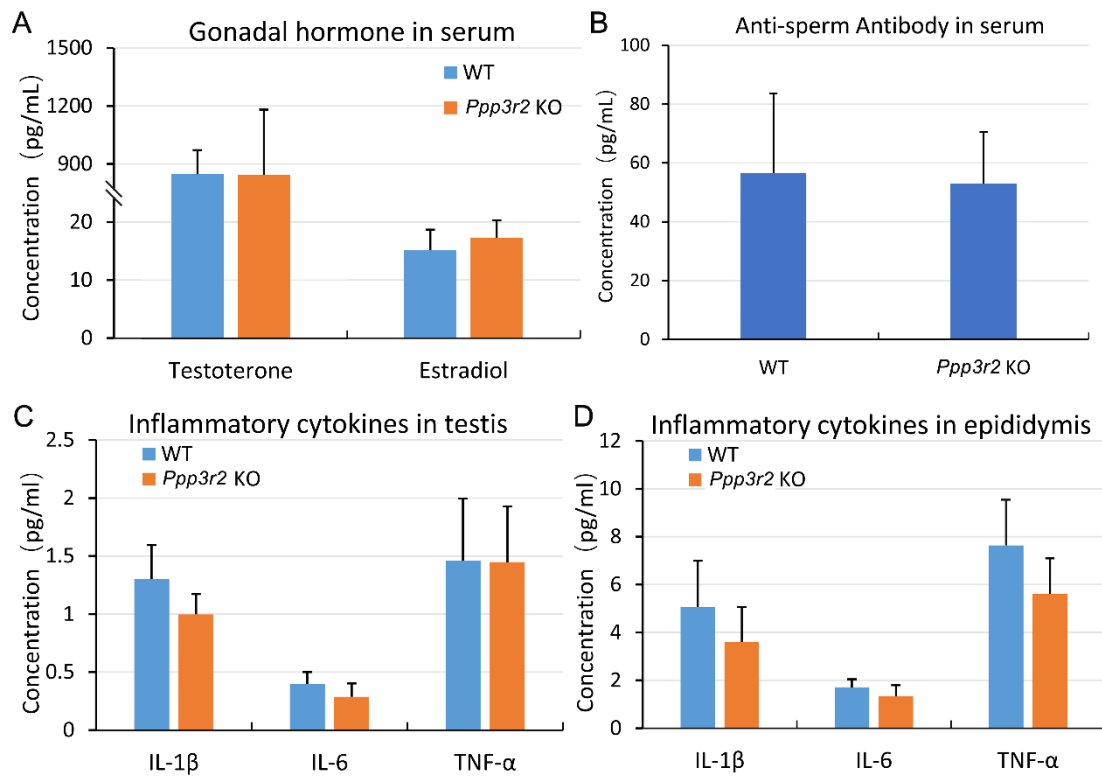 A
Gonadal hormone in serum
WT
Ppp3r2 KO
Concentration（pg/mL）
1500
1200
900
20
10
0
Testoterone
Estradiol
B
Anti-sperm Antibody in serum
Concentration（pg/mL）
100
80
60
40
20
0
WT
Ppp3r2 KO
C
Inflammatory cytokines in testis
WT
Ppp3r2 KO
Concentration（pg/ml）
2.5
2
1.5
1
0.5
0
IL-1β
IL-6
TNF-α
D
Inflammatory cytokines in epididymis
WT
Ppp3r2 KO
Concentration（pg/ml）
12
10
8
6
4
2
0
IL-1β
IL-6
TNF-α